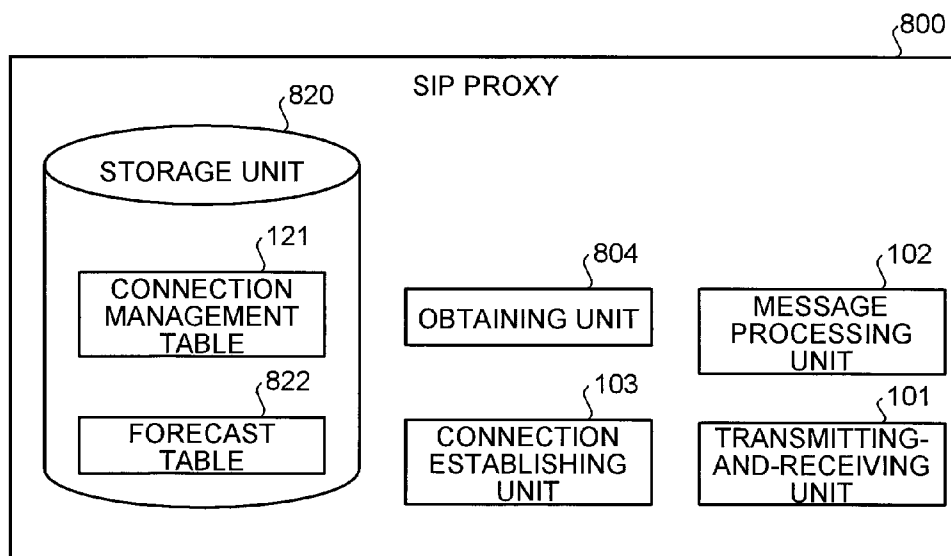 800
SIP PROXY
820
STORAGE UNIT
121
CONNECTION
MANAGEMENT
TABLE
822
FORECAST
TABLE
804
OBTAINING UNIT
103
CONNECTION
ESTABLISHING
UNIT
102
MESSAGE
PROCESSING
UNIT
101
TRANSMITTING-
AND-RECEIVING
UNIT